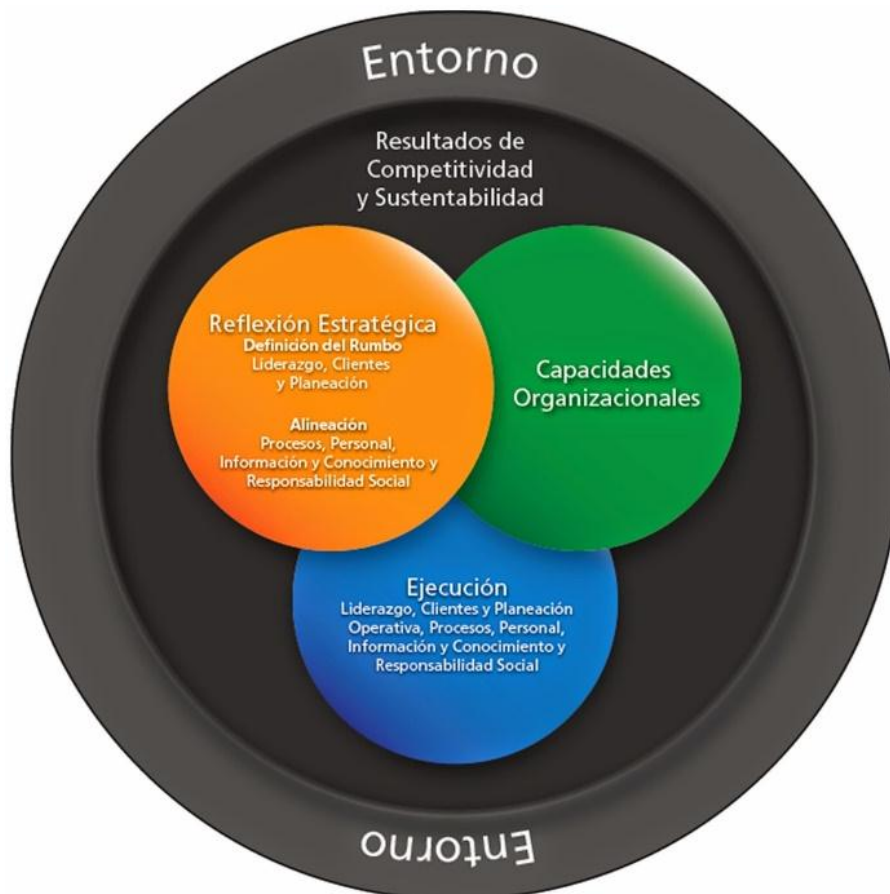 Entorno
Resultados de
Competitividad
y Sustentabilidad
Reflexión Estratégica
Definición del Rumbo
Liderazgo, Clientes
y Planeación
Alineación
Procesos, Personal,
Información y Conocimiento y
Responsabilidad Social
Capacidades
Organizacionales
Ejecución
Liderazgo, Clientes y Planeación
Operativa, Procesos, Personal,
Información y Conocimiento y
Responsabilidad Social
Entorno